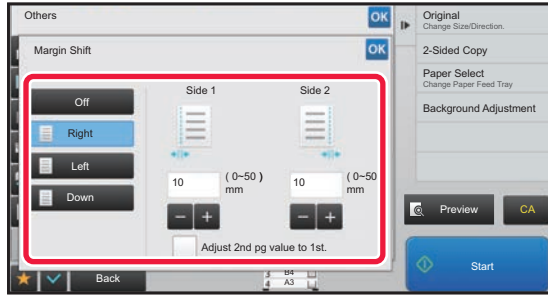 Others
OK
Margin Shift
OK
Off
Right
Left
Down
Side 1
Side 2
10
( 0~50 )
mm
10
( 0~50
mm
Adjust 2nd pg value to 1st.
Back
3 B4
4 A3
Original
Change Size/Direction.
2-Sided Copy
Paper Select
Change Paper Feed Tray
Background Adjustment
Preview
CA
Start